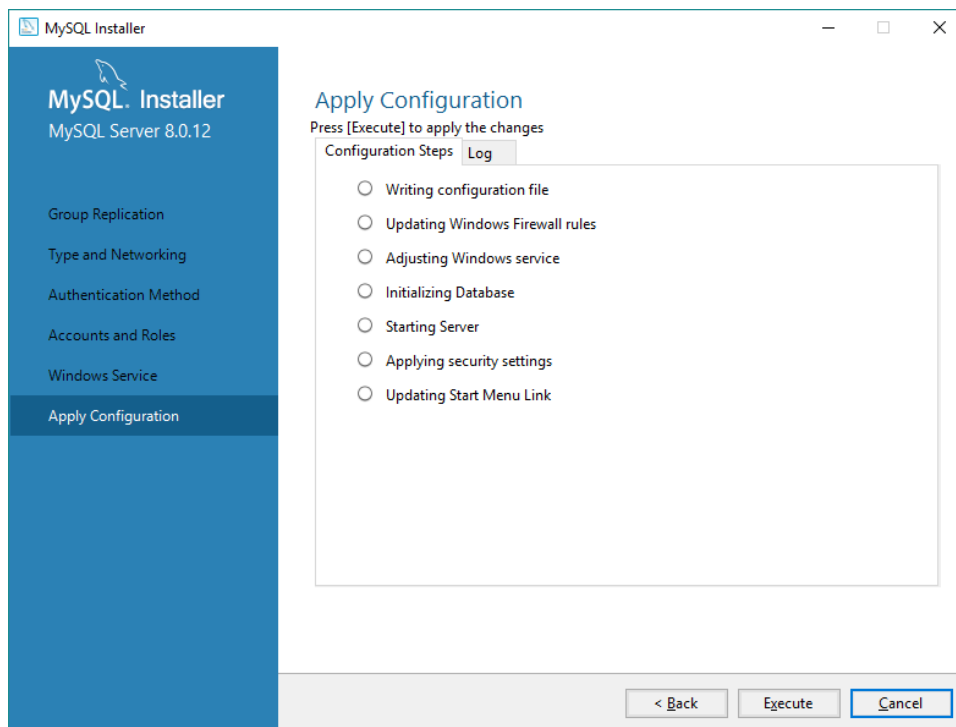 MySQL Installer
MySQL. Installer
MySQL Server 8.0.12
Group Replication
Type and Networking
Authentication Method
Accounts and Roles
Windows Service
Apply Configuration
Apply Configuration
Press [Execute] to apply the changes
Configuration Steps Log
Writing configuration file
Updating Windows Firewall rules
Adjusting Windows service
Initializing Database
Starting Server
Applying security settings
Updating Start Menu Link
< Back Execute Cancel